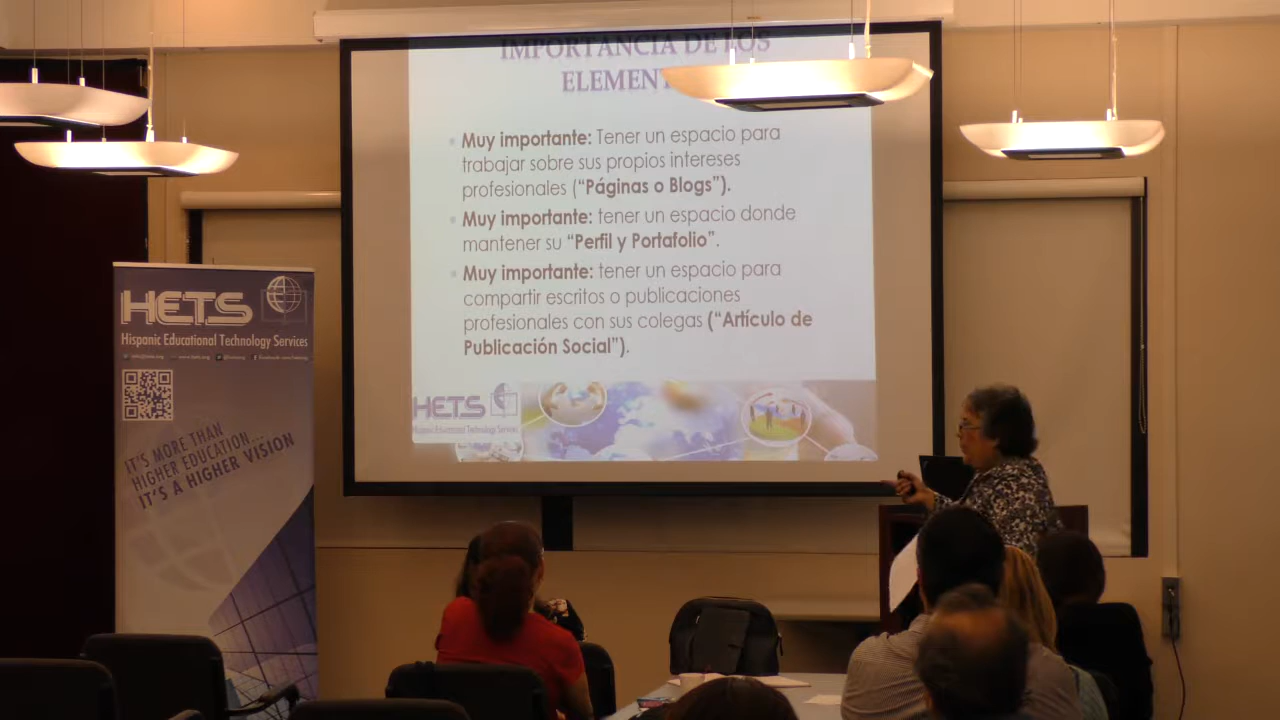 IMPORTANCIA DE LOS
Muy importante: Tener un espacio para
trabajar sobre sus propios intereses
profesionales (“Páginas o Blogs”).
Muy importante: tener un espacio donde
mantener su “Perfil y Portafolio”.
Muy importante: tener un espacio para
compartir escritos o publicaciones
profesionales con sus colegas (“Artículo de
Publicación Social”).
HETS
Hispanic Educational Technology Services
HETS
Hispanic Educational Technology Services
IT'S MORE THAN
HIGHER EDUCATION...
IT'S A HIGHER VISION